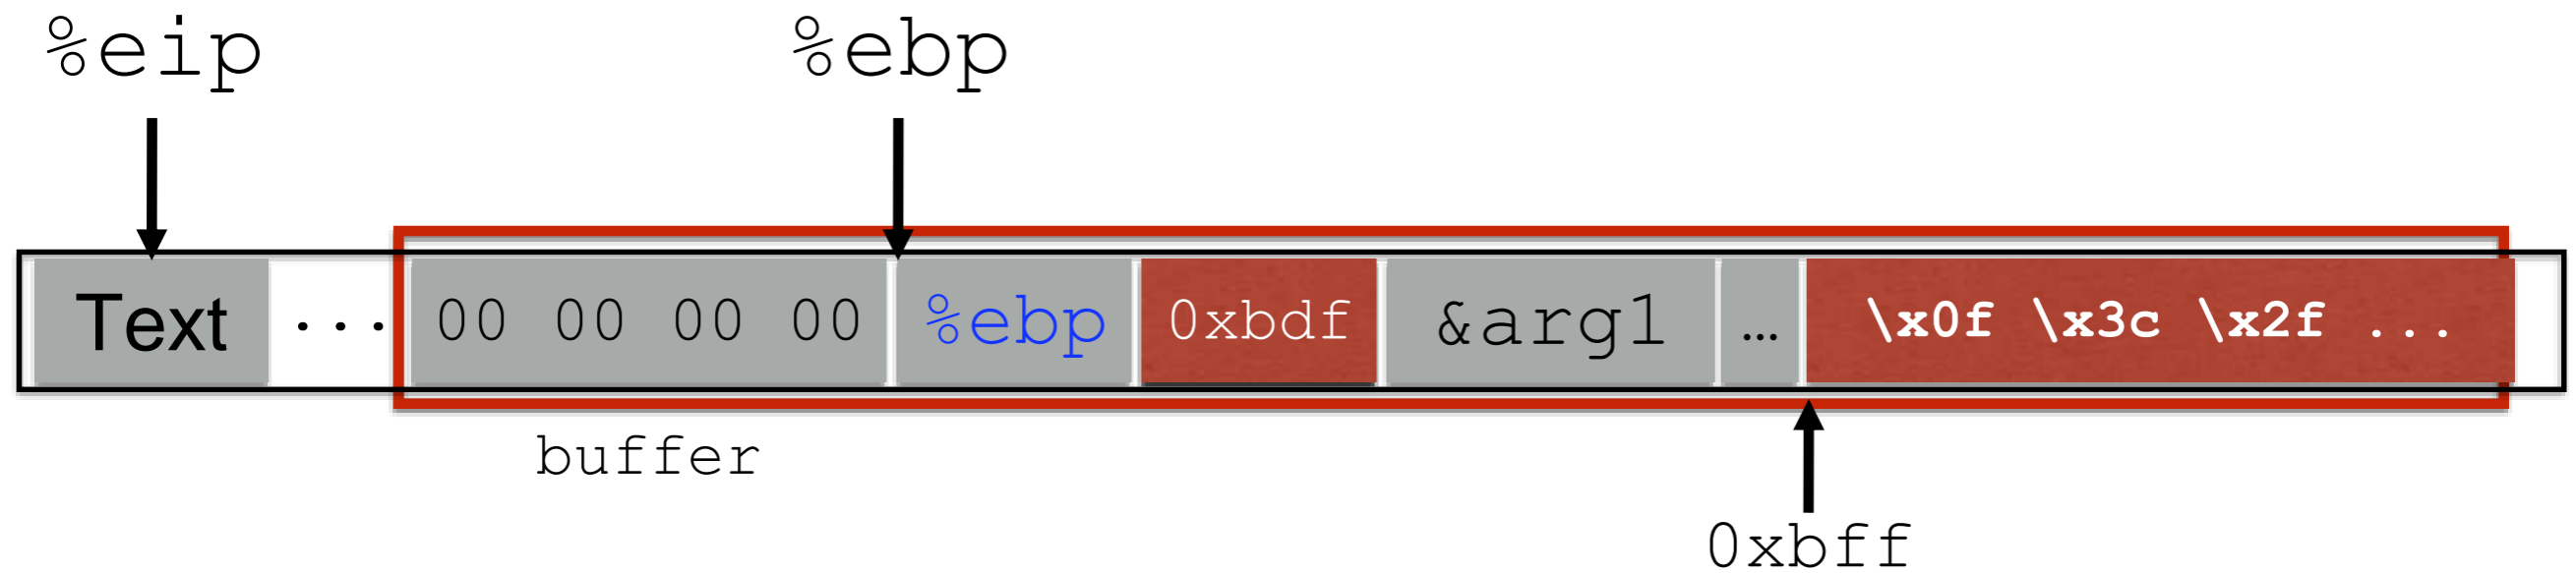 %eip %ebp
Text ... 00 00 00 00 %ebp 0xbdf &arg1 ... \x0f \x3c \x2f ...
buffer
0xbff